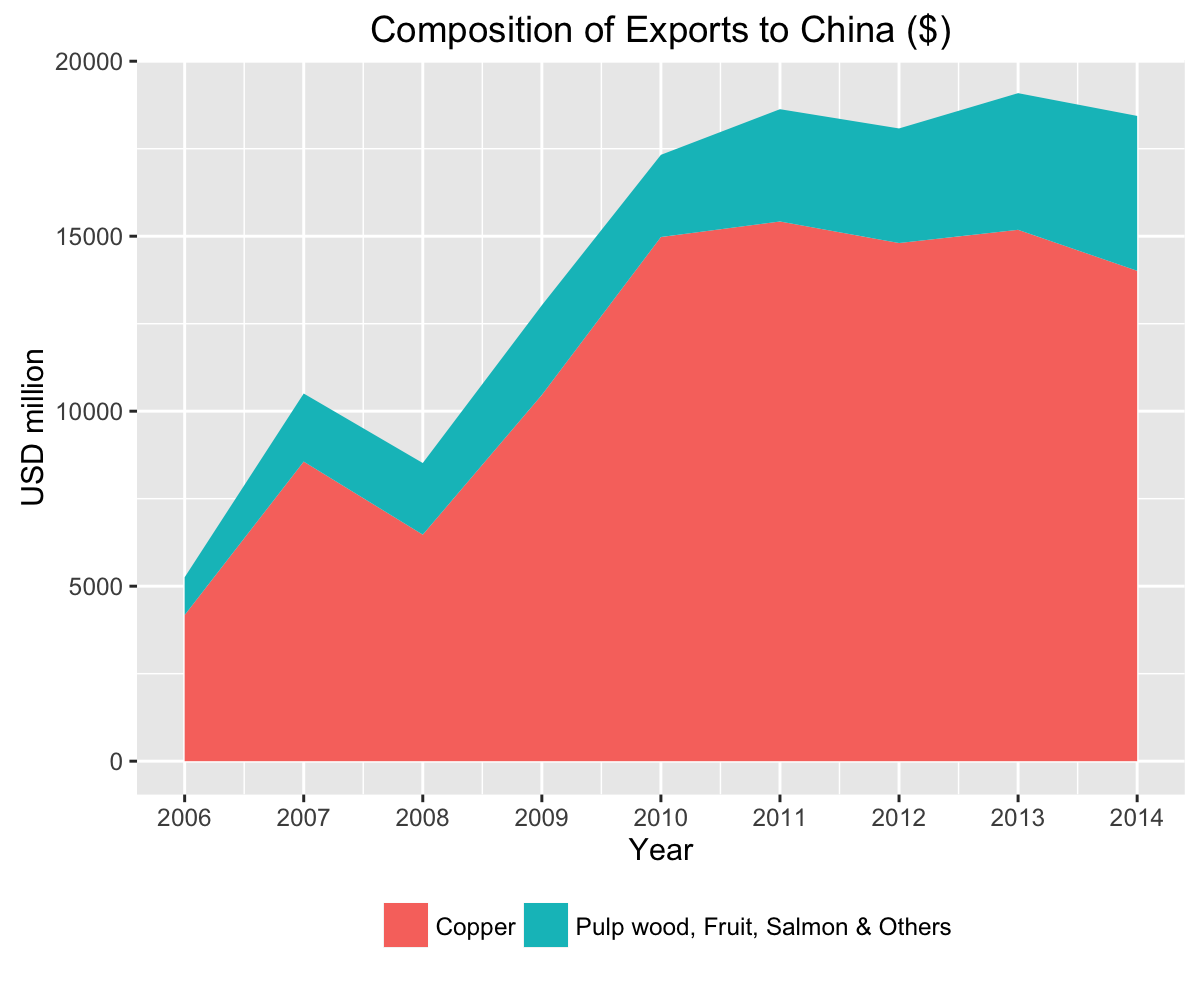 Composition of Exports to China ($)
USD million
20000
15000
10000
5000
0
2006 2007 2008 2009 2010 2011 2012 2013 2014
Year
Copper Pulp wood, Fruit, Salmon & Others